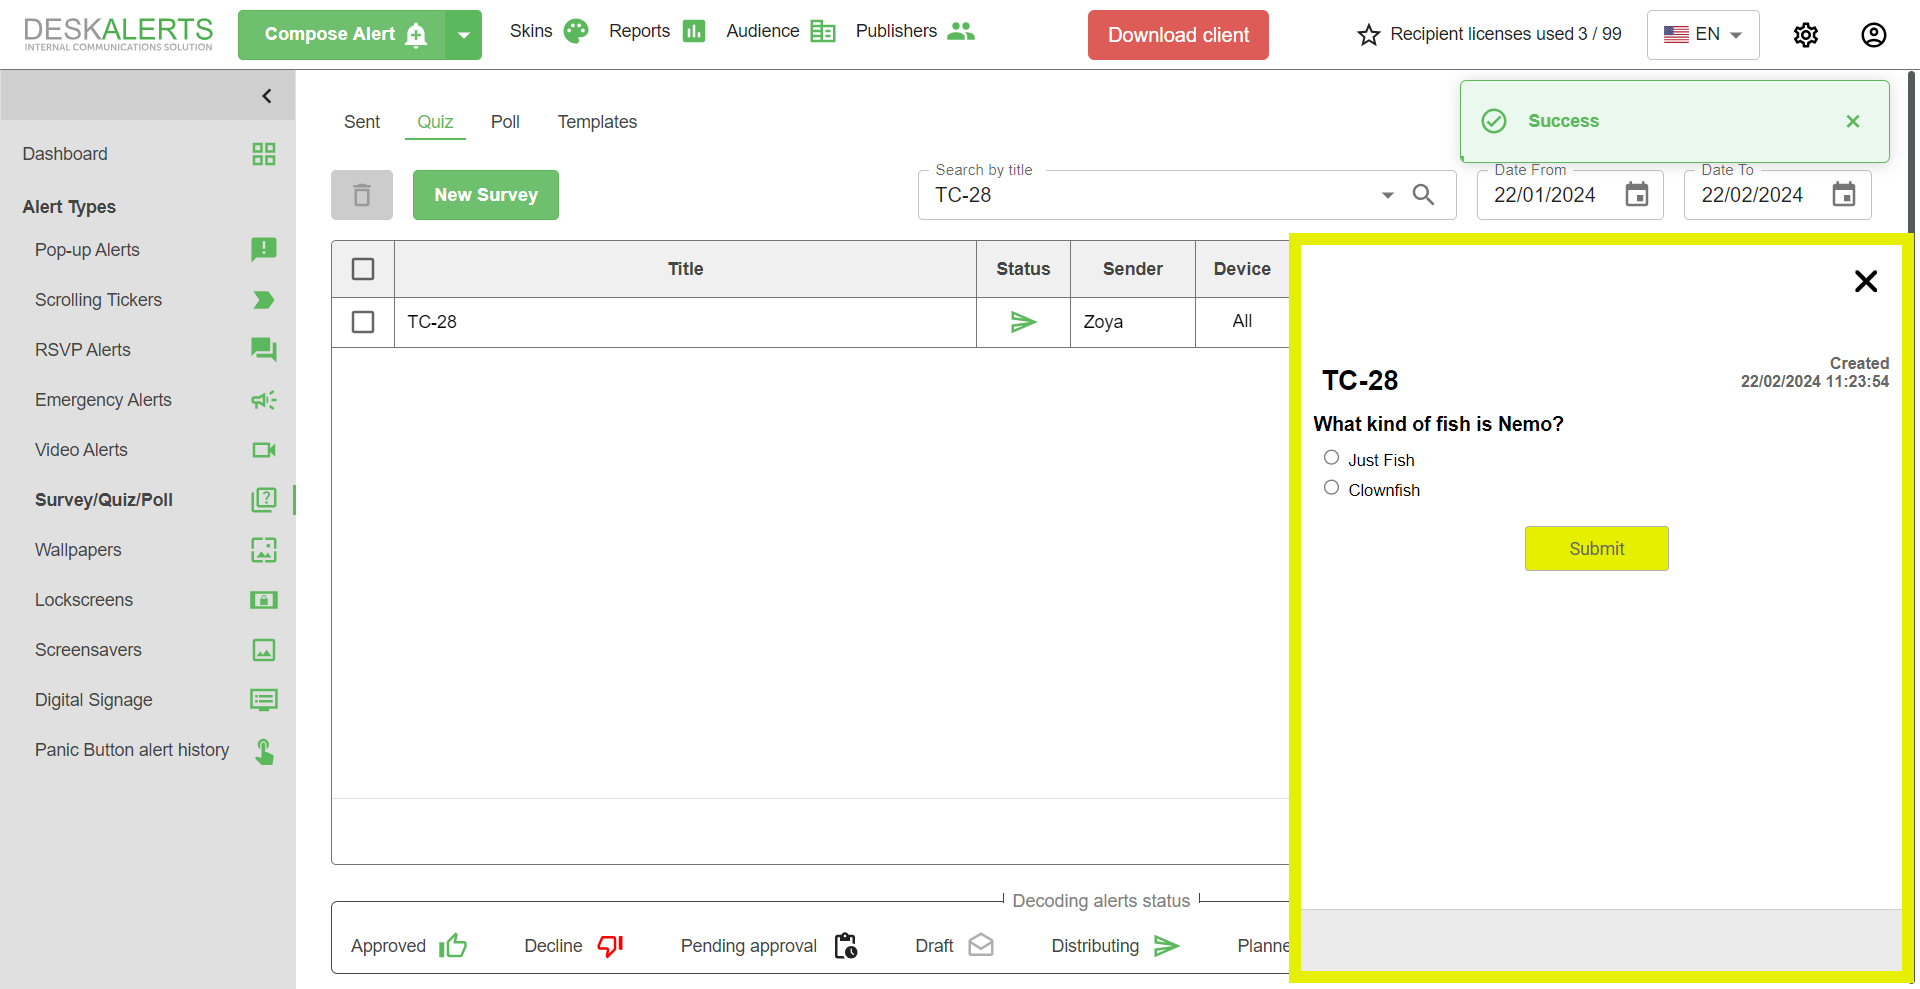 DESKALERTS
INTERNAL COMMUNICATIONS SOLUTION
Compose Alert
Skins
Reports
Audience
Publishers
Download client
Recipient licenses used 3 / 99
EN
Dashboard
Alert Types
Pop-up Alerts
Scrolling Tickers
RSVP Alerts
Emergency Alerts
Video Alerts
Survey/Quiz/Poll
Wallpapers
Lockscreens
Screensavers
Digital Signage
Panic Button alert history
Sent
Quiz
Poll
Templates
Success
New Survey
Search by title
TC-28
Date From
22/01/2024
Date To
22/02/2024
Title
Status
Sender
Device
TC-28
Zoya
All
TC-28
Created
22/02/2024 11:23:54
What kind of fish is Nemo?
Just Fish
Clownfish
Submit
Decoding alerts status
Approved
Decline
Pending approval
Draft
Distributing
Planne